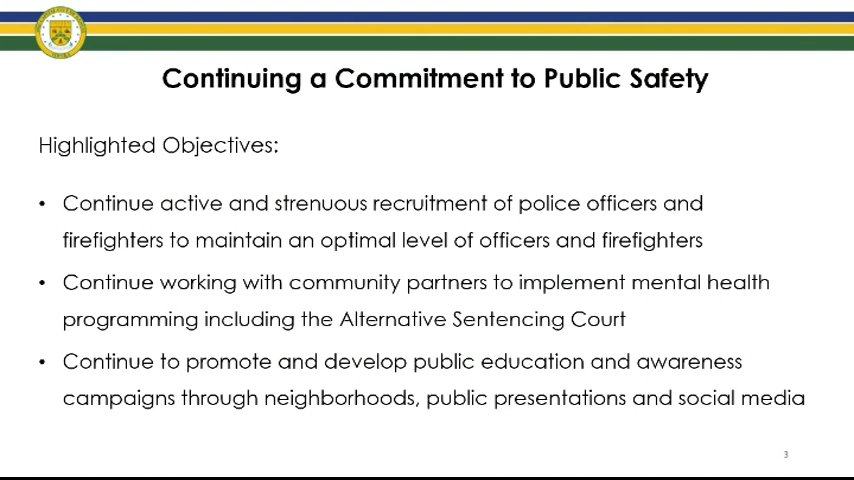 Continuing a Commitment to Public Safety
Highlighted Objectives:
• Continue active and strenuous recruitment of police officers and
firefighters to maintain an optimal level of officers and firefighters
• Continue working with community partners to implement mental health
programming including the Alternative Sentencing Court
• Continue to promote and develop public education and awareness
campaigns through neighborhoods, public presentations and social media
3